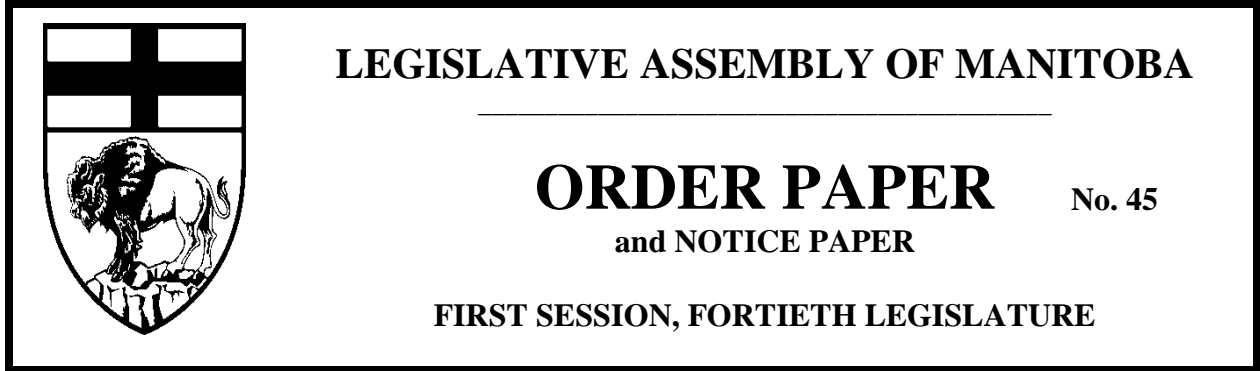 LEGISLATIVE ASSEMBLY OF MANITOBA
ORDER PAPER No. 45
and NOTICE PAPER
FIRST SESSION, FORTIETH LEGISLATURE